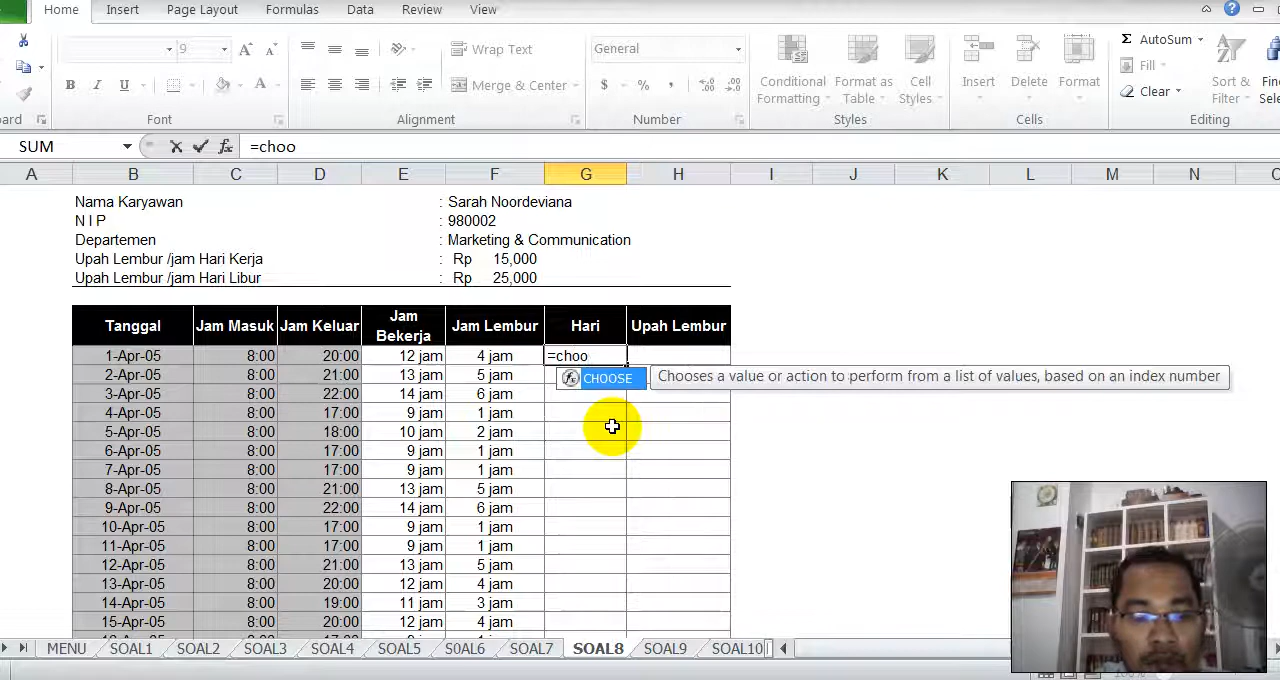 Home Insert Page Layout Formulas Data Review View
9 Wrap Text General AutoSum
B I U Merge & Center $ % , Conditional Formatting Format as Table Cell Styles Insert Delete Format Fill Clear Sort & Filter
Font Alignment Number Styles Cells Editing
SUM =choo
A B C D E F G H I J K L M N
Nama Karyawan : Sarah Noordeviana
N I P : 980002
Departemen : Marketing & Communication
Upah Lembur /jam Hari Kerja : Rp 15,000
Upah Lembur /jam Hari Libur : Rp 25,000
Tanggal Jam Masuk Jam Keluar Jam Bekerja Jam Lembur Hari Upah Lembur
1-Apr-05 8:00 20:00 12 jam 4 jam =choo
2-Apr-05 8:00 21:00 13 jam 5 jam CHOOSE Chooses a value or action to perform from a list of values, based on an index number
3-Apr-05 8:00 22:00 14 jam 6 jam
4-Apr-05 8:00 17:00 9 jam 1 jam
5-Apr-05 8:00 18:00 10 jam 2 jam
6-Apr-05 8:00 17:00 9 jam 1 jam
7-Apr-05 8:00 17:00 9 jam 1 jam
8-Apr-05 8:00 21:00 13 jam 5 jam
9-Apr-05 8:00 22:00 14 jam 6 jam
10-Apr-05 8:00 17:00 9 jam 1 jam
11-Apr-05 8:00 17:00 9 jam 1 jam
12-Apr-05 8:00 21:00 13 jam 5 jam
13-Apr-05 8:00 20:00 12 jam 4 jam
14-Apr-05 8:00 19:00 11 jam 3 jam
15-Apr-05 8:00 20:00 12 jam 4 jam
MENU SOAL1 SOAL2 SOAL3 SOAL4 SOAL5 S0AL6 SOAL7 SOAL8 SOAL9 SOAL10